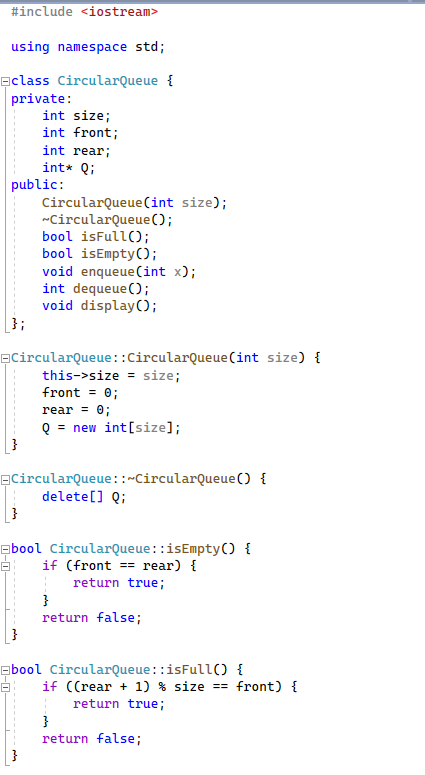 #include <iostream>
using namespace std;
class CircularQueue {
private:
    int size;
    int front;
    int rear;
    int* Q;
public:
    CircularQueue(int size);
    ~CircularQueue();
    bool isFull();
    bool isEmpty();
    void enqueue(int x);
    int dequeue();
    void display();
};
CircularQueue::CircularQueue(int size) {
    this->size = size;
    front = 0;
    rear = 0;
    Q = new int[size];
}
CircularQueue::~CircularQueue() {
    delete[] Q;
}
bool CircularQueue::isEmpty() {
    if (front == rear) {
        return true;
    }
    return false;
}
bool CircularQueue::isFull() {
    if ((rear + 1) % size == front) {
        return true;
    }
    return false;
}